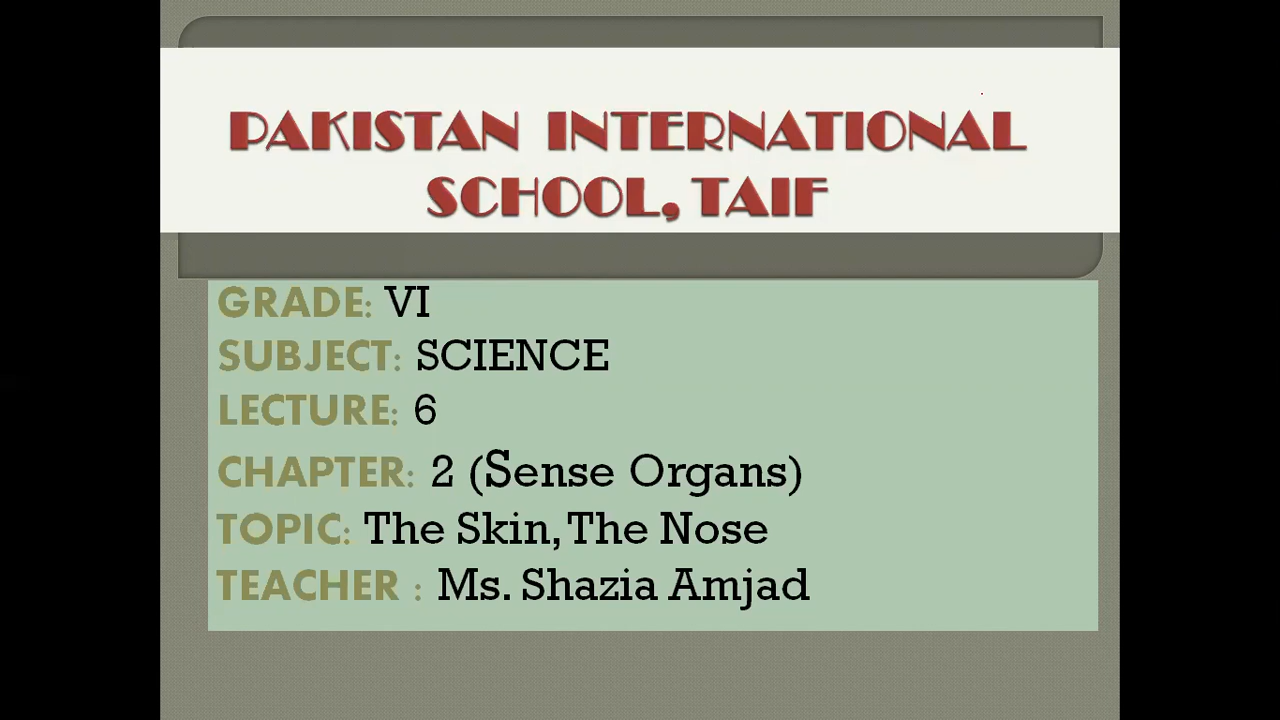 PAKISTAN INTERNATIONAL
SCHOOL, TAIF
GRADE: VI
SUBJECT: SCIENCE
LECTURE: 6
CHAPTER: 2 (Sense Organs)
TOPIC: The Skin, The Nose
TEACHER : Ms. Shazia Amjad